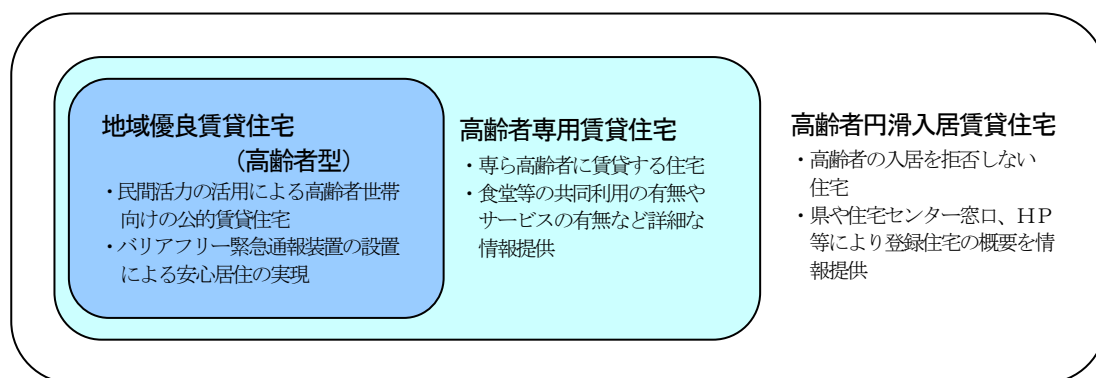 地域優良賃貸住宅
(高齢者型)
・民間活力の活用による高齢者世帯
向けの公的賃貸住宅
・バリアフリー緊急通報装置の設置
による安心居住の実現
高齢者専用賃貸住宅
・専ら高齢者に賃貸する住宅
・食堂等の共同利用の有無や
サービスの有無など詳細な
情報提供
高齢者円滑入居賃貸住宅
・高齢者の入居を拒否しない
住宅
・県や住宅センター窓口、ＨＰ
等により登録住宅の概要を情
報提供